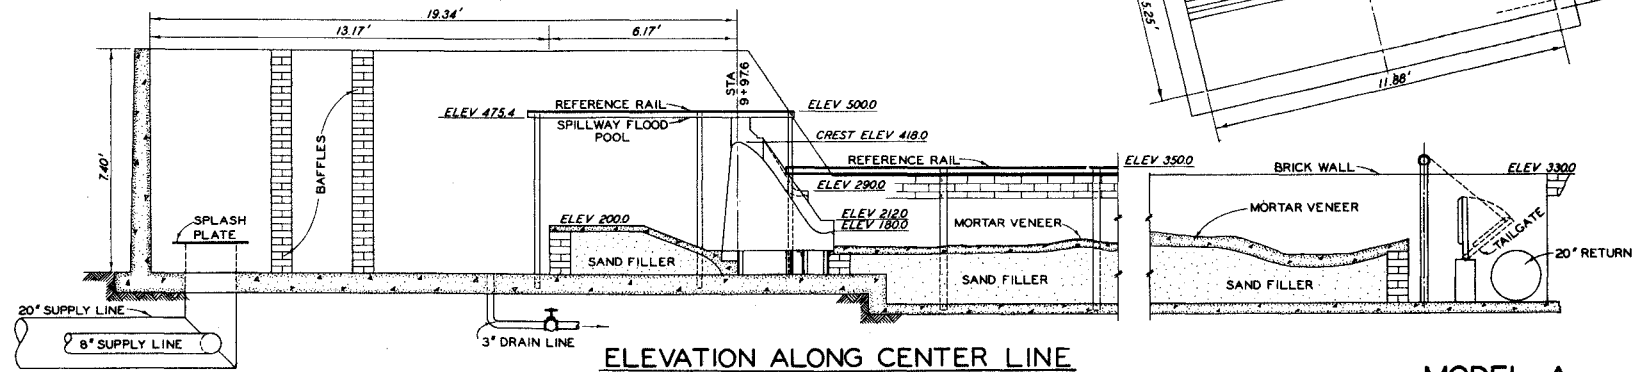 19.34'
13.17'
6.17'
5.25'
11.88'
STA
9+97.6
REFERENCE RAIL
ELEV 500.0
ELEV 475.4
SPILLWAY FLOOD
POOL
CREST ELEV 418.0
7.40'
BAFFLES
REFERENCE RAIL
ELEV 350.0
BRICK WALL
ELEV 330.0
ELEV 290.0
SPLASH
PLATE
ELEV 200.0
ELEV 212.0
ELEV 180.0
MORTAR VENEER
MORTAR VENEER
TAILGATE
SAND FILLER
SAND FILLER
SAND FILLER
20" RETURN
20" SUPPLY LINE
8" SUPPLY LINE
3" DRAIN LINE
ELEVATION ALONG CENTER LINE
MODEL A